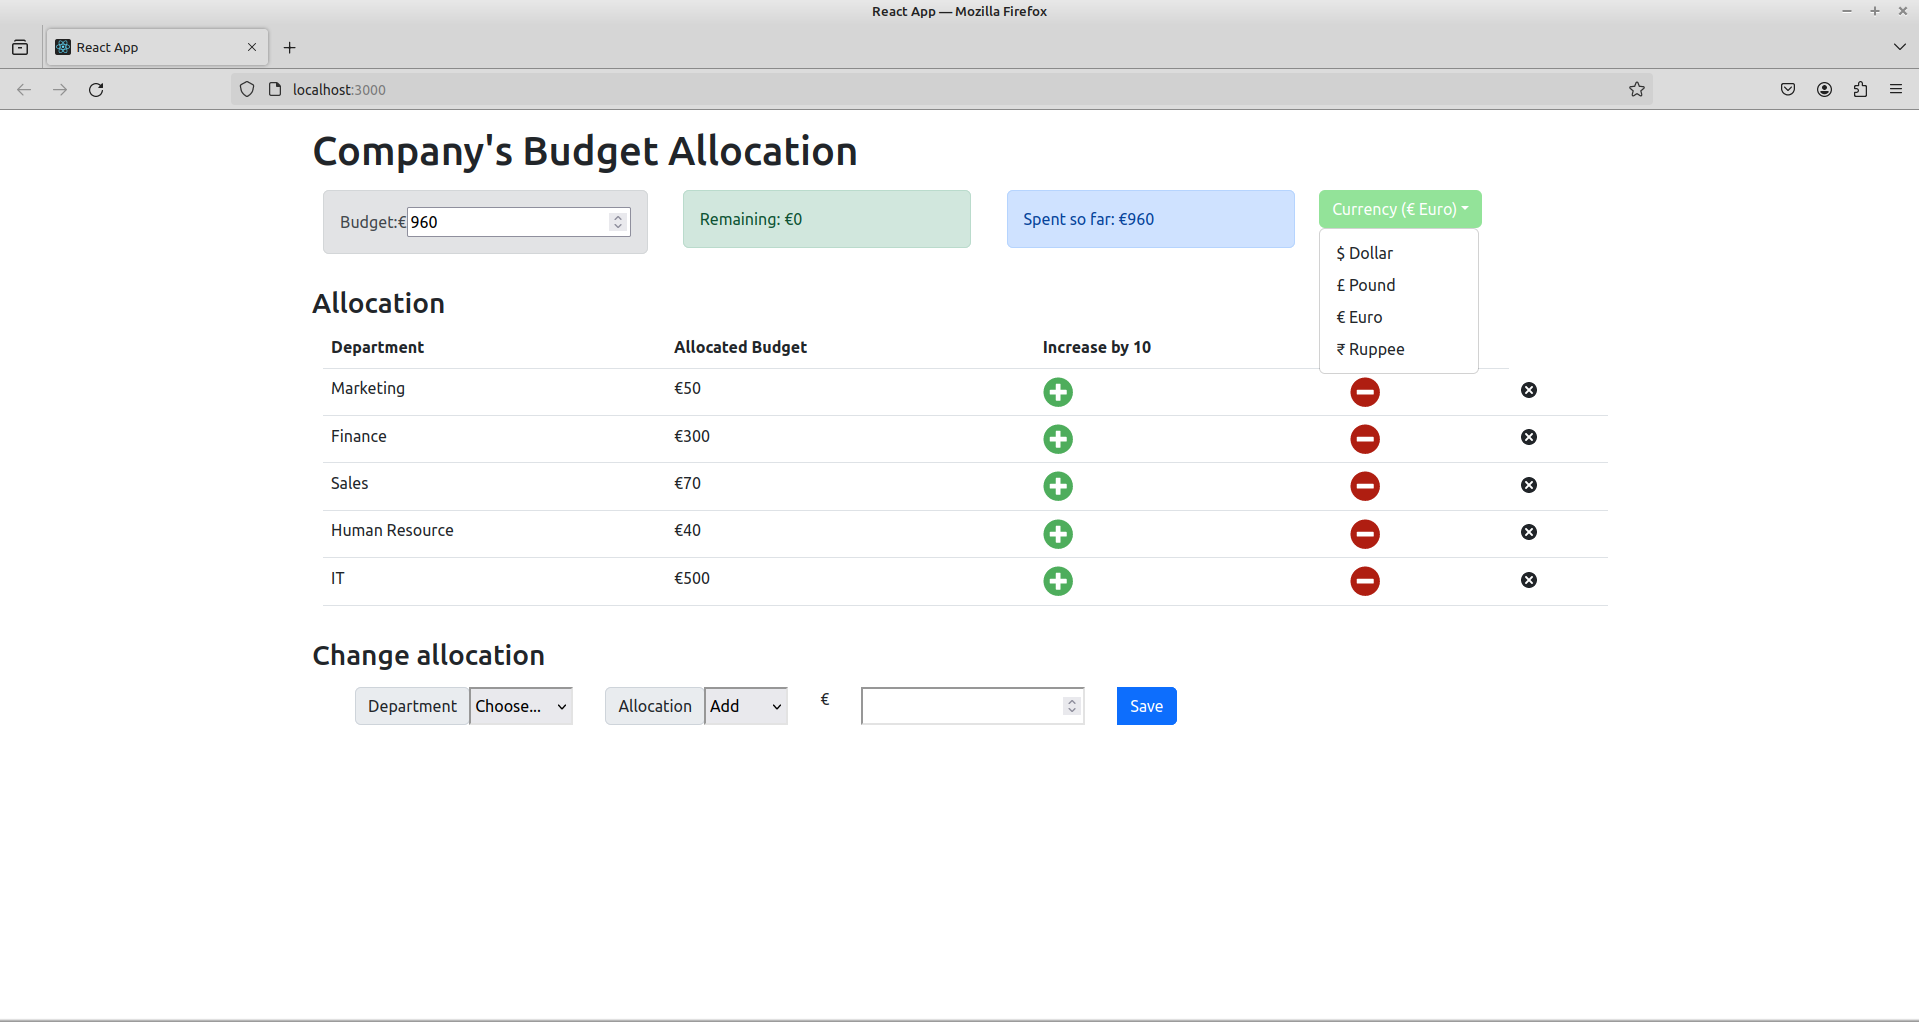 React App — Mozilla Firefox
React App
localhost:3000
Company's Budget Allocation
Budget:€ 960
Remaining: €0
Spent so far: €960
Currency (€ Euro)
$ Dollar
£ Pound
€ Euro
₹ Ruppee
Allocation
Department Allocated Budget Increase by 10
Marketing €50
Finance €300
Sales €70
Human Resource €40
IT €500
Change allocation
Department Choose... Allocation Add € Save